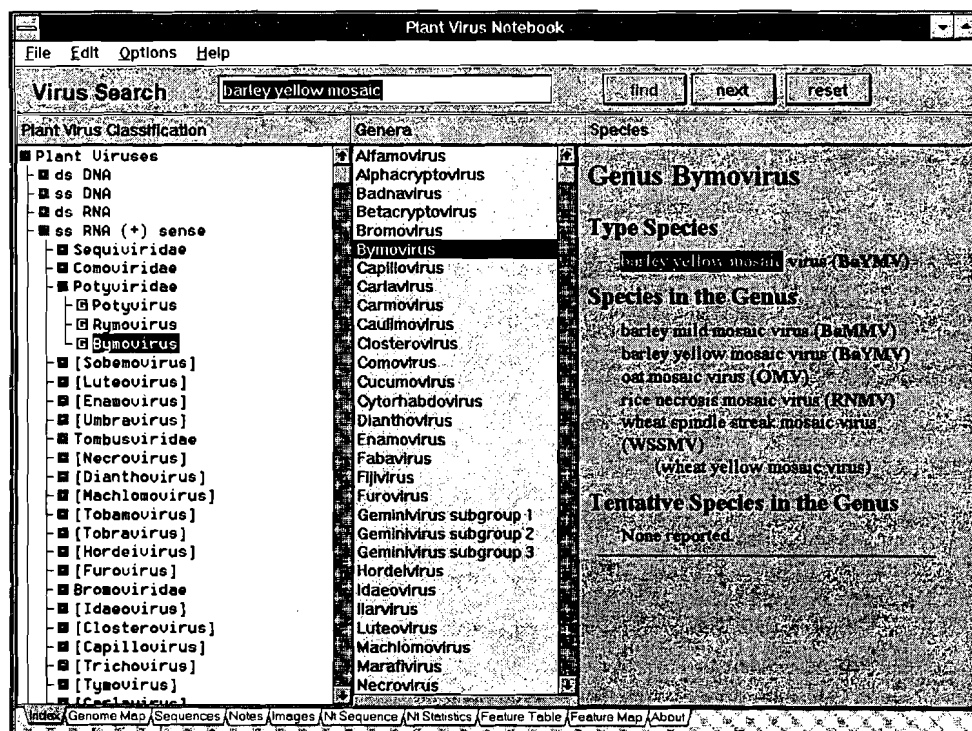 Plant Virus Notebook
File Edit Options Help
Virus Search barley yellow mosaic find next reset
Plant Virus Classification
Plant Viruses
ds DNA
ss DNA
ds RNA
ss RNA (+) sense
Sequiviridae
Comoviridae
Potyviridae
G Potyvirus
G Rymovirus
G Bymovirus
[Sobemovirus]
[Luteovirus]
[Enamovirus]
[Umbravirus]
Tombusviridae
[Necrovirus]
[Dianthovirus]
[Machlomovirus]
[Tobamovirus]
[Tobravirus]
[Hordeivirus]
[Furovirus]
Bromoviridae
[Idaeovirus]
[Closterovirus]
[Capillovirus]
[Trichovirus]
[Tymovirus]
[Carlavirus]
Genera
Alfamovirus
Alphacryptovirus
Badnavirus
Betacryptovirus
Bromovirus
Bymovirus
Capillovirus
Carlavirus
Carmovirus
Caulimovirus
Closterovirus
Comovirus
Cucumovirus
Cytorhabdovirus
Dianthovirus
Enamovirus
Fabavirus
Fijivirus
Furovirus
Geminivirus subgroup 1
Geminivirus subgroup 2
Geminivirus subgroup 3
Hordeivirus
Idaeovirus
Ilarvirus
Luteovirus
Machlomovirus
Marafivirus
Necrovirus
Species
Genus Bymovirus
Type Species
barley yellow mosaic virus (BaYMV)
Species in the Genus
barley mild mosaic virus (BaMMV)
barley yellow mosaic virus (BaYMV)
oat mosaic virus (OMV)
rice necrosis mosaic virus (RNMV)
wheat spindle streak mosaic virus
(WSSMV)
(wheat yellow mosaic virus)
Tentative Species in the Genus
None reported.
Index Genome Map Sequences Notes Images Nt Sequence Nt Statistics Feature Table Feature Map About